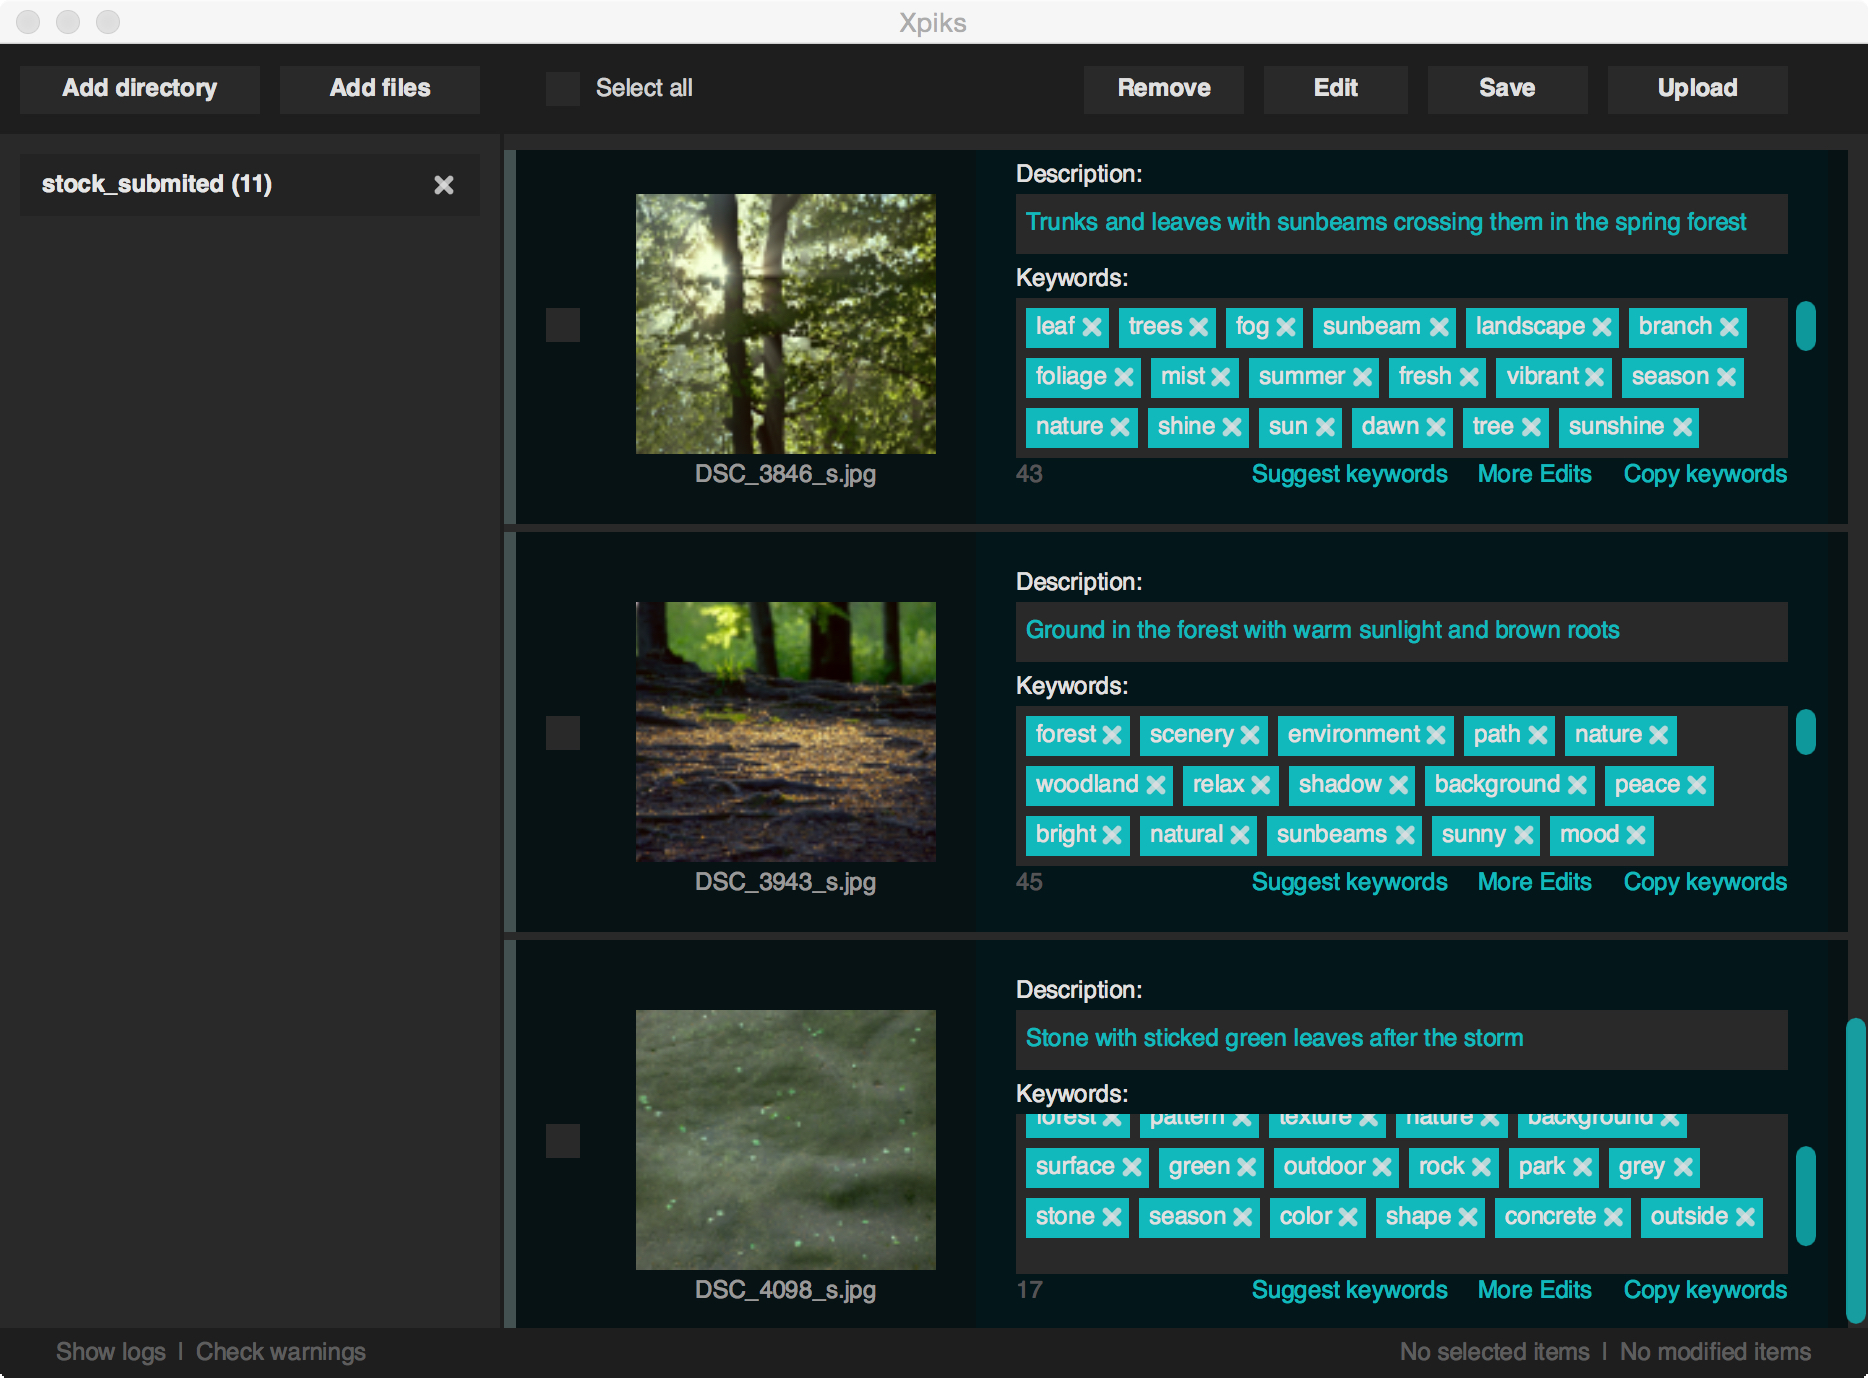 Xpiks
Add directory
Add files
Select all
Remove
Edit
Save
Upload
stock_submited (11)
DSC_3846_s.jpg
Description:
Trunks and leaves with sunbeams crossing them in the spring forest
Keywords:
leaf trees fog sunbeam landscape branch
foliage mist summer fresh vibrant season
nature shine sun dawn tree sunshine
43 Suggest keywords More Edits Copy keywords
DSC_3943_s.jpg
Description:
Ground in the forest with warm sunlight and brown roots
Keywords:
forest scenery environment path nature
woodland relax shadow background peace
bright natural sunbeams sunny mood
45 Suggest keywords More Edits Copy keywords
DSC_4098_s.jpg
Description:
Stone with sticked green leaves after the storm
Keywords:
forest pattern texture nature background
surface green outdoor rock park grey
stone season color shape concrete outside
17 Suggest keywords More Edits Copy keywords
Show logs | Check warnings
No selected items | No modified items